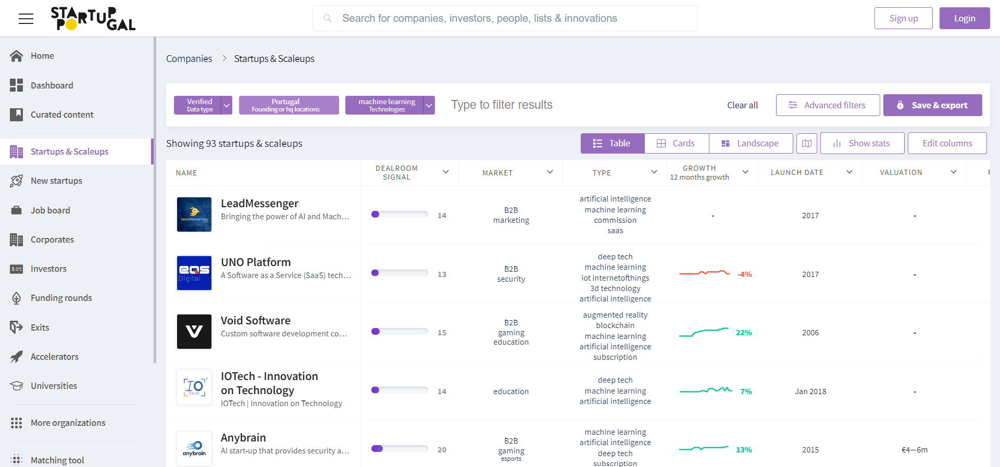 STARTUP
PORTUGAL
Search for companies, investors, people, lists & innovations
Sign up
Login
Home
Dashboard
Curated content
Startups & Scaleups
New startups
Job board
Corporates
Investors
Funding rounds
Exits
Accelerators
Universities
More organizations
Matching tool
Companies > Startups & Scaleups
Verified
Data type
Portugal
Founding or hq locations
machine learning
Technologies
Type to filter results
Clear all
Advanced filters
Save & export
Showing 93 startups & scaleups
Table
Cards
Landscape
Show stats
Edit columns
NAME
DEALROOM
SIGNAL
MARKET
TYPE
GROWTH
12 months growth
LAUNCH DATE
VALUATION
LeadMessenger
LeadMessenger
Bringing the power of AI and Mach...
14
B2B
marketing
artificial intelligence
machine learning
commission
saas
-
2017
-
eQS
Digital
UNO Platform
A Software as a Service (SaaS) tech...
13
B2B
security
deep tech
machine learning
iot internetofthings
3d technology
artificial intelligence
-4%
2017
-
Void Software
Custom software development co...
15
B2B
gaming
education
augmented reality
blockchain
machine learning
artificial intelligence
subscription
22%
2006
-
IO
Tech
IOTech - Innovation
on Technology
IOTech | Innovation on Technology
14
education
deep tech
machine learning
artificial intelligence
7%
Jan 2018
-
anybrain
Anybrain
AI start-up that provides security a...
20
B2B
gaming
esports
machine learning
artificial intelligence
deep tech
subscription
13%
2015
€4—6m